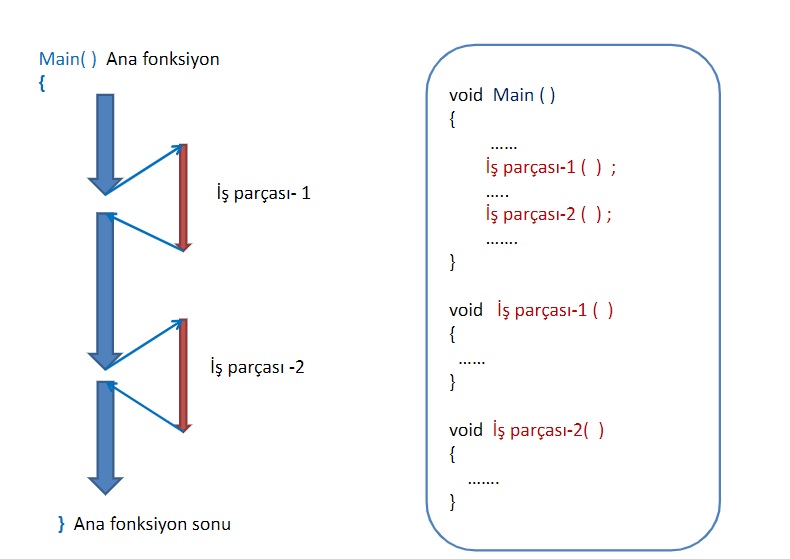 Main( ) Ana fonksiyon
{
İş parçası- 1
İş parçası -2
} Ana fonksiyon sonu
void Main ( )
{
......
İş parçası-1 ( ) ;
.....
İş parçası-2 ( ) ;
.......
}
void İş parçası-1 ( )
{
......
}
void İş parçası-2( )
{
.......
}